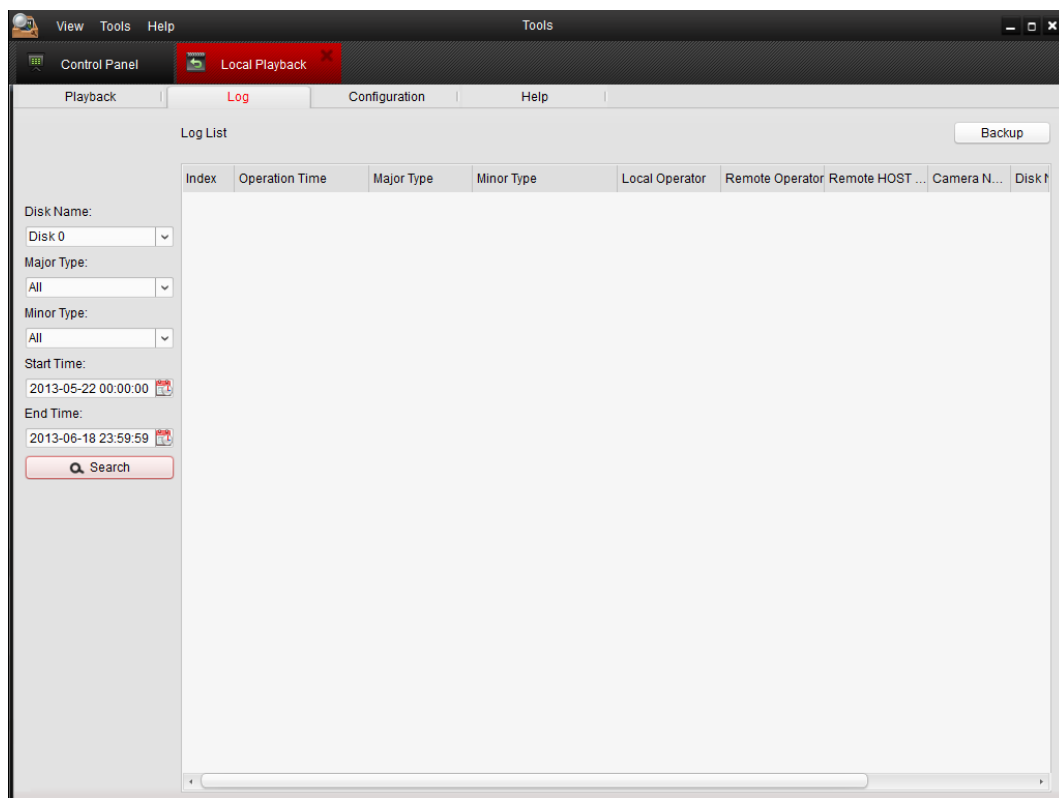 View Tools Help Tools
Control Panel Local Playback
Playback Log Configuration Help
Log List Backup
Index Operation Time Major Type Minor Type Local Operator Remote Operator Remote HOST ... Camera N... Disk N
Disk Name:
Disk 0
Major Type:
All
Minor Type:
All
Start Time:
2013-05-22 00:00:00
End Time:
2013-06-18 23:59:59
Search